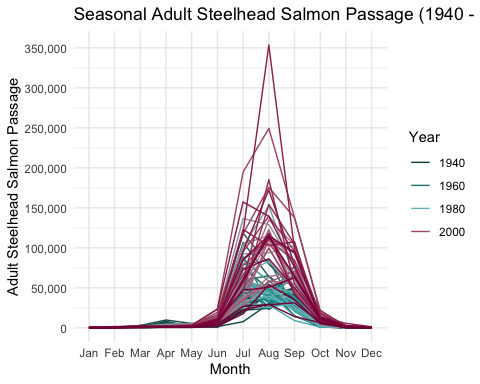 Seasonal Adult Steelhead Salmon Passage (1940 -
Adult Steelhead Salmon Passage
350,000
300,000
250,000
200,000
150,000
100,000
50,000
0
Jan Feb Mar Apr May Jun Jul Aug Sep Oct Nov Dec
Month
Year
1940
1960
1980
2000